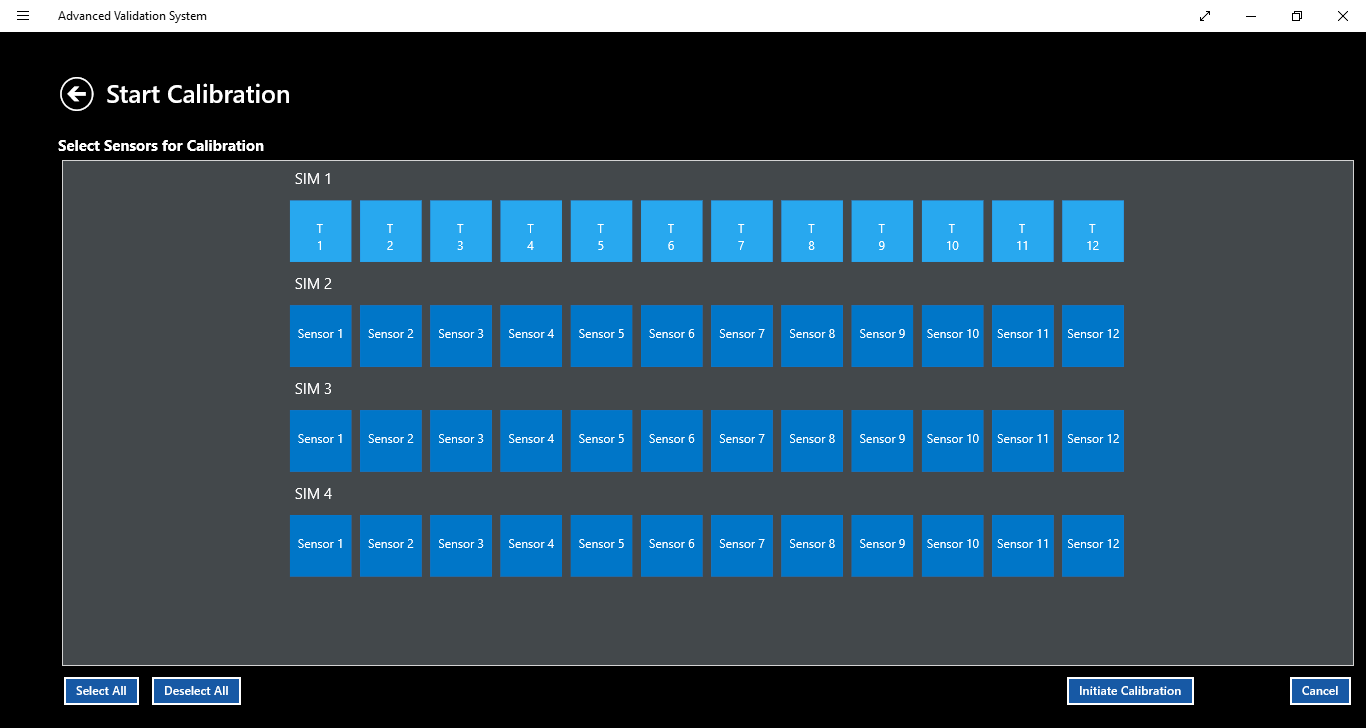 Advanced Validation System
Start Calibration
Select Sensors for Calibration
SIM 1
T T T T T T T T T T T T
1 2 3 4 5 6 7 8 9 10 11 12
SIM 2
Sensor 1 Sensor 2 Sensor 3 Sensor 4 Sensor 5 Sensor 6 Sensor 7 Sensor 8 Sensor 9 Sensor 10 Sensor 11 Sensor 12
SIM 3
Sensor 1 Sensor 2 Sensor 3 Sensor 4 Sensor 5 Sensor 6 Sensor 7 Sensor 8 Sensor 9 Sensor 10 Sensor 11 Sensor 12
SIM 4
Sensor 1 Sensor 2 Sensor 3 Sensor 4 Sensor 5 Sensor 6 Sensor 7 Sensor 8 Sensor 9 Sensor 10 Sensor 11 Sensor 12
Select All Deselect All Initiate Calibration Cancel